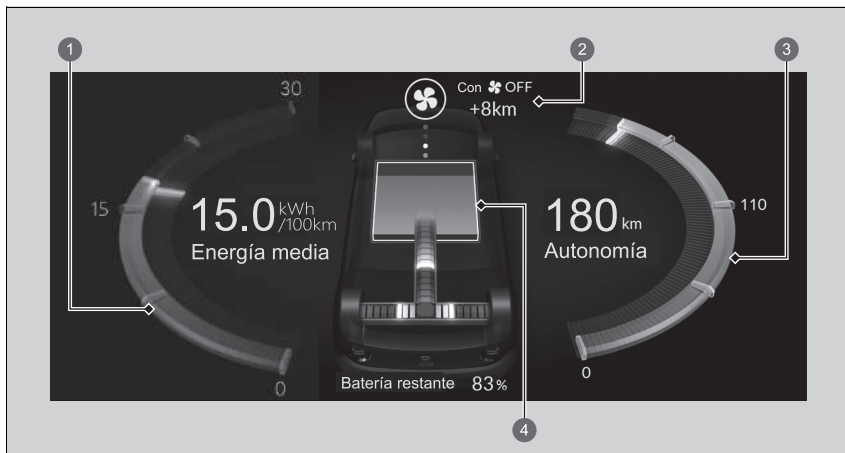 1
2
3
30
Con OFF
+8km
15
15.0 kWh
/100km
Energía media
180 km
Autonomía
110
0
0
Batería restante 83%
4